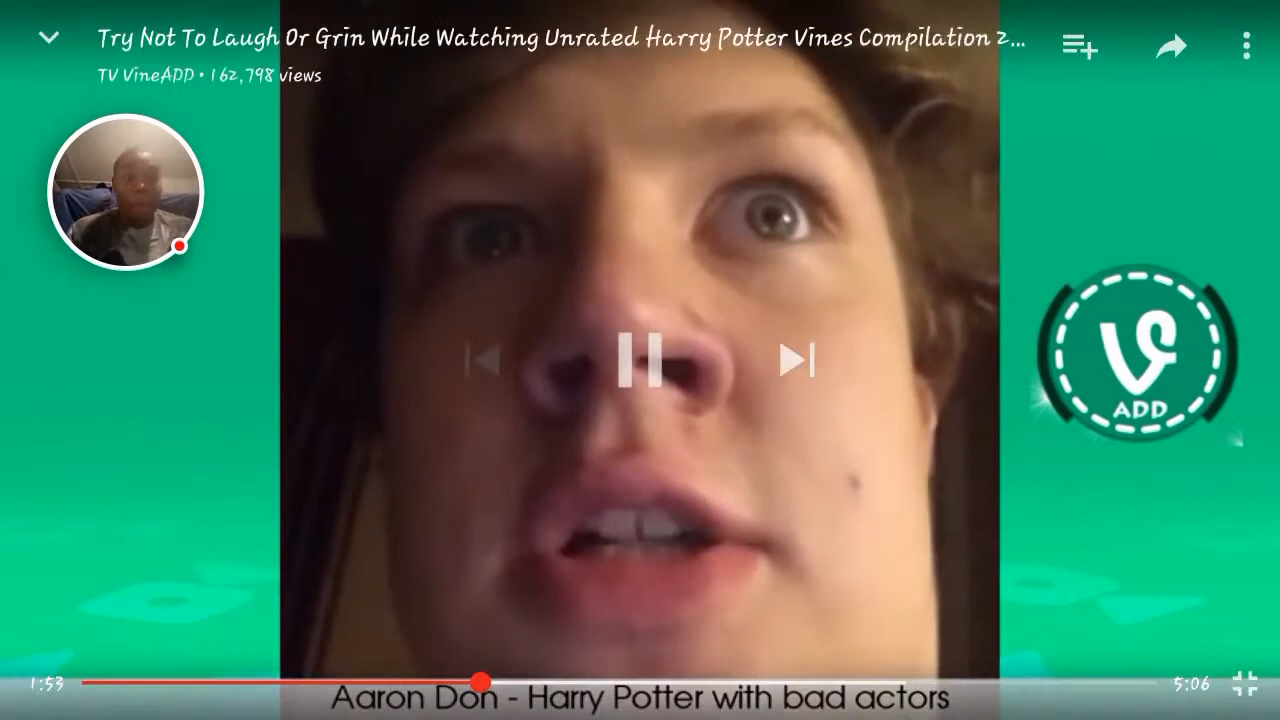 Try Not To Laugh Or Grin While Watching Unrated Harry Potter Vines Compilation 2...
TV VineADD • 162,798 views
ADD
1:53
5:06
Aaron Don - Harry Potter with bad actors